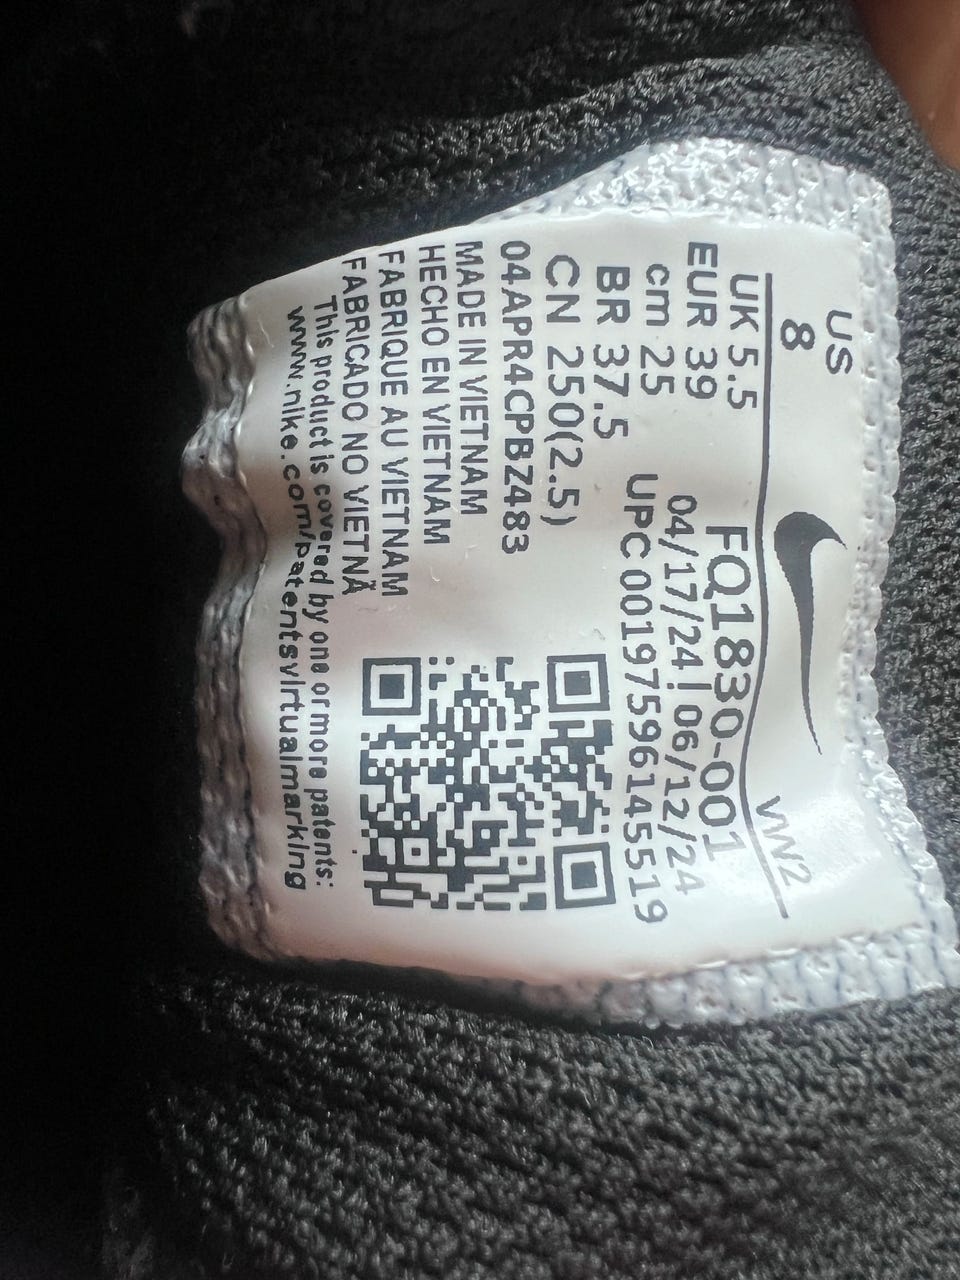 US
8
VN2
UK 5.5
EUR 39
cm 25
BR 37.5
CN 250(2.5)
FQ1830-001
04/17/24 | 06/12/24
UPC 00197596145519
04APR4CPBZ483
MADE IN VIETNAM
HECHO EN VIETNAM
FABRIQUE AU VIETNAM
FABRICADO NO VIETNÃ
This product is covered by one or more patents:
www.nike.com/patentsvirtualmarking